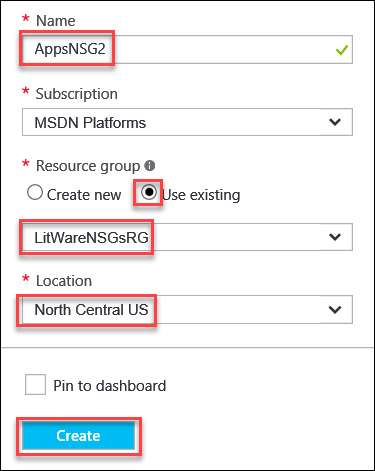 * Name
AppsNSG2
* Subscription
MSDN Platforms
* Resource group
Create new Use existing
LitWareNSGsRG
* Location
North Central US
Pin to dashboard
Create